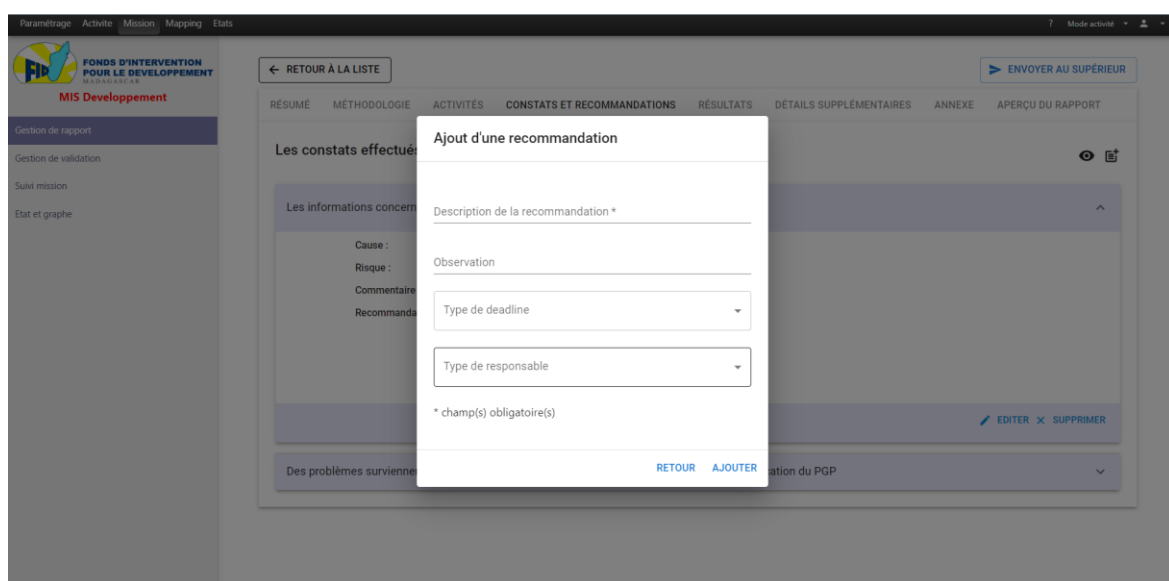 Paramétrage Activite Mission Mapping Etats ? Mode activité
FID
FONDS D'INTERVENTION
POUR LE DEVELOPPEMENT
MADAGASCAR
MIS Developpement
Gestion de rapport
Gestion de validation
Suivi mission
Etat et graphe
RETOUR À LA LISTE
ENVOYER AU SUPÉRIEUR
RÉSUMÉ MÉTHODOLOGIE ACTIVITÉS CONSTATS ET RECOMMANDATIONS RÉSULTATS DÉTAILS SUPPLÉMENTAIRES ANNEXE APERÇU DU RAPPORT
Les constats effectués
Les informations concern
Cause :
Risque :
Commentaire
Recommanda
EDITER SUPPRIMER
Des problèmes survienne ation du PGP
Ajout d'une recommandation
Description de la recommandation *
Observation
Type de deadline
Type de responsable
* champ(s) obligatoire(s)
RETOUR AJOUTER